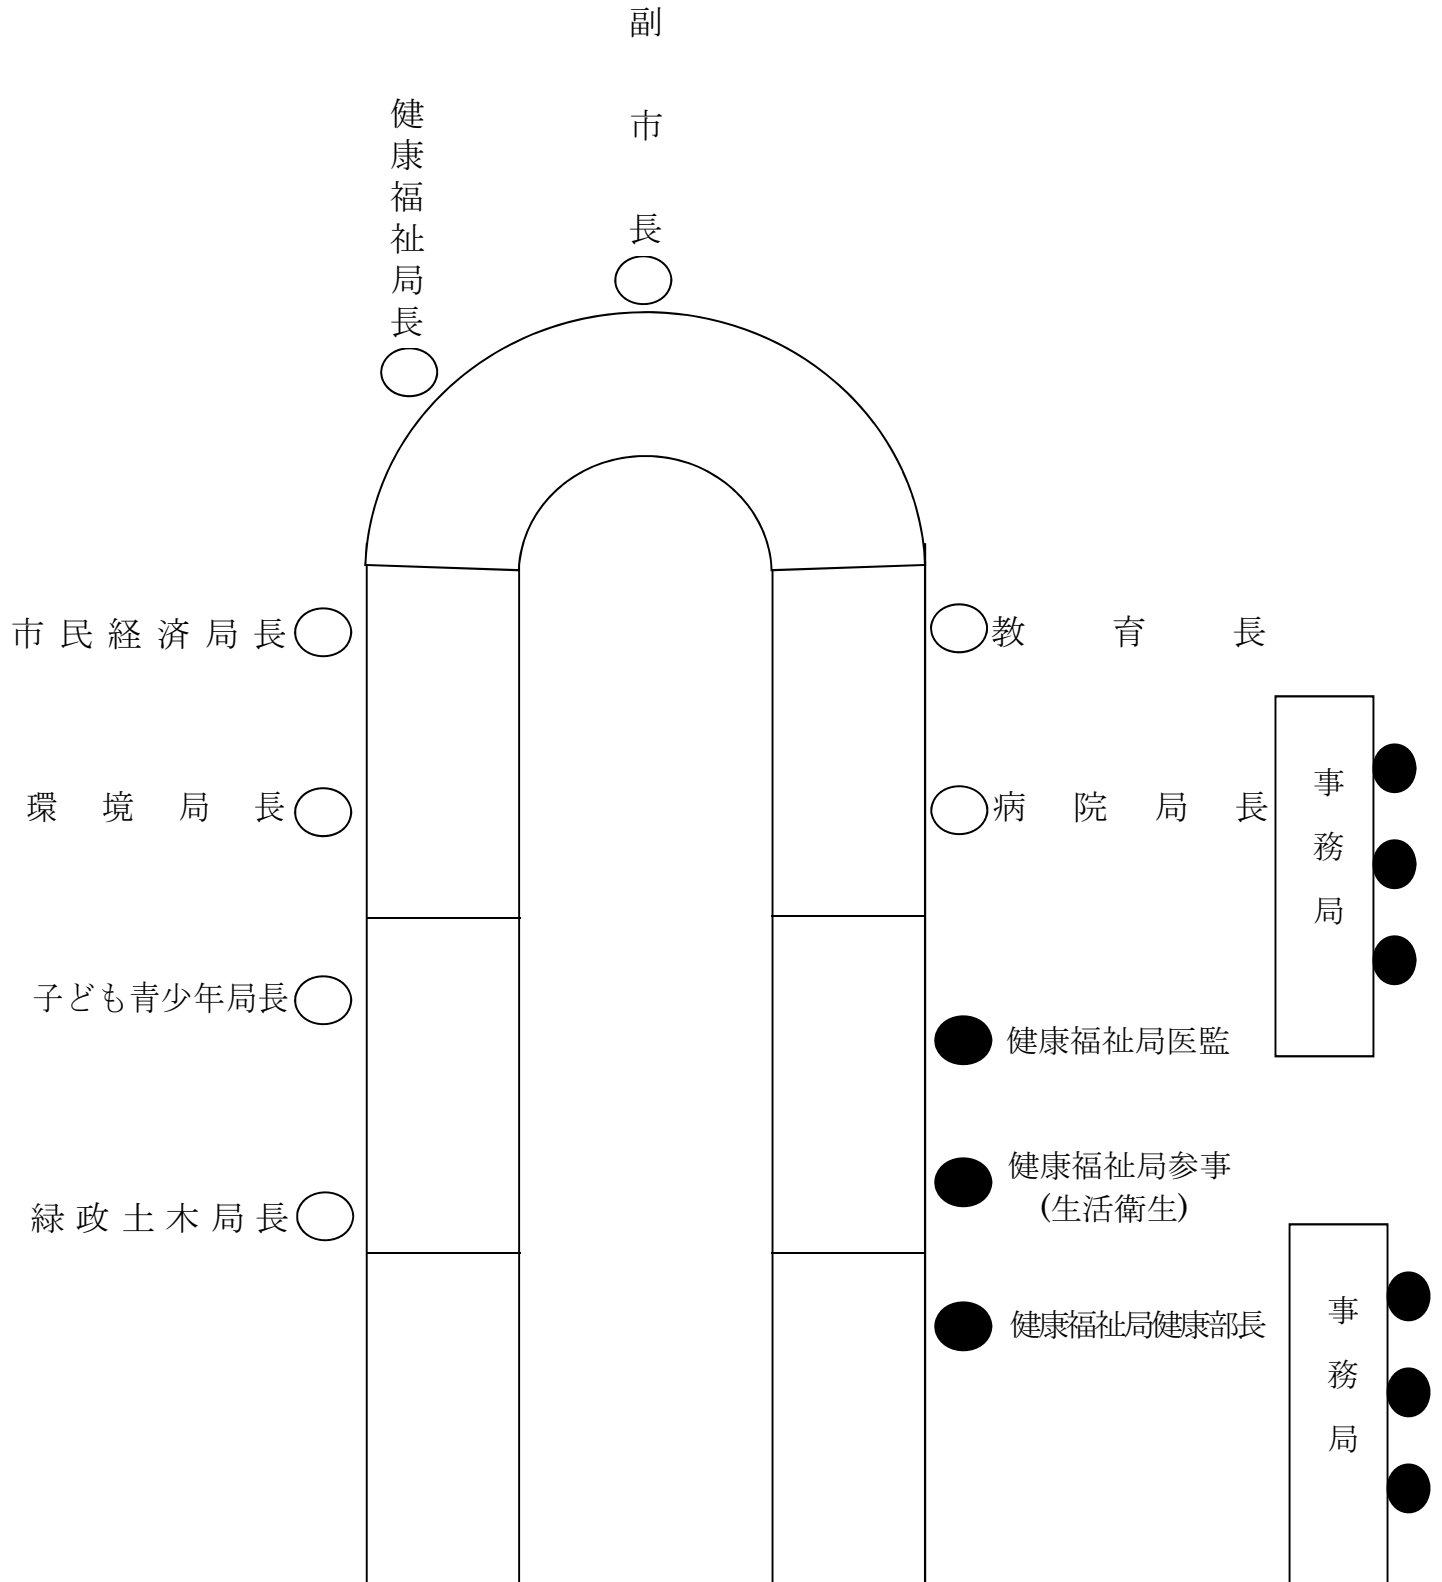 副市長
健康福祉局長
市民経済局長
教育長
環境局長
病院局長
事務局
子ども青少年局長
健康福祉局医監
健康福祉局参事
(生活衛生)
緑政土木局長
健康福祉局健康部長
事務局